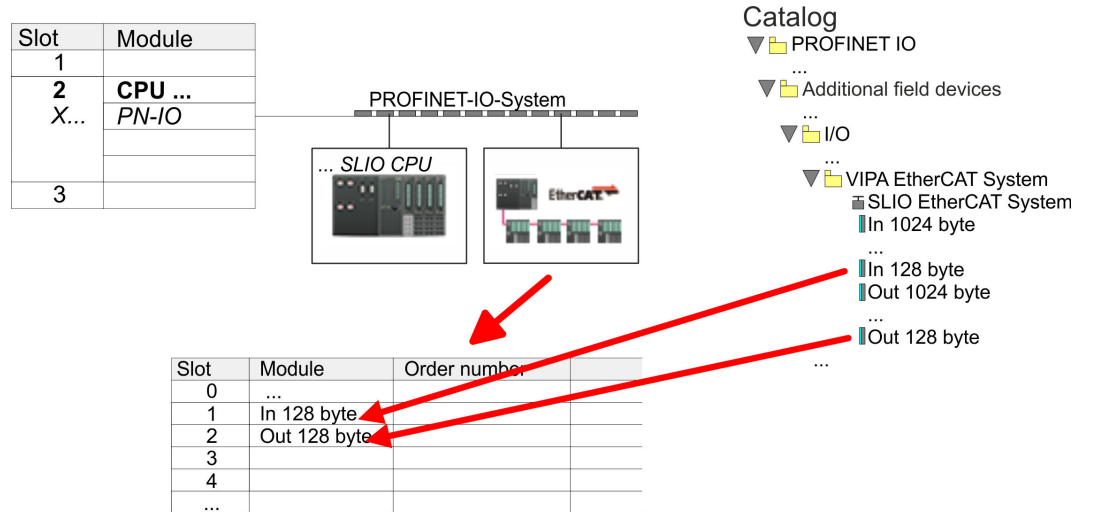 Slot Module
1
2 CPU ...
X... PN-IO
3
PROFINET-IO-System
... SLIO CPU
EtherCAT
Catalog
PROFINET IO
...
Additional field devices
...
I/O
...
VIPA EtherCAT System
SLIO EtherCAT System
In 1024 byte
...
In 128 byte
Out 1024 byte
...
Out 128 byte
...
Slot Module Order number
0 ...
1 In 128 byte
2 Out 128 byte
3
4
...